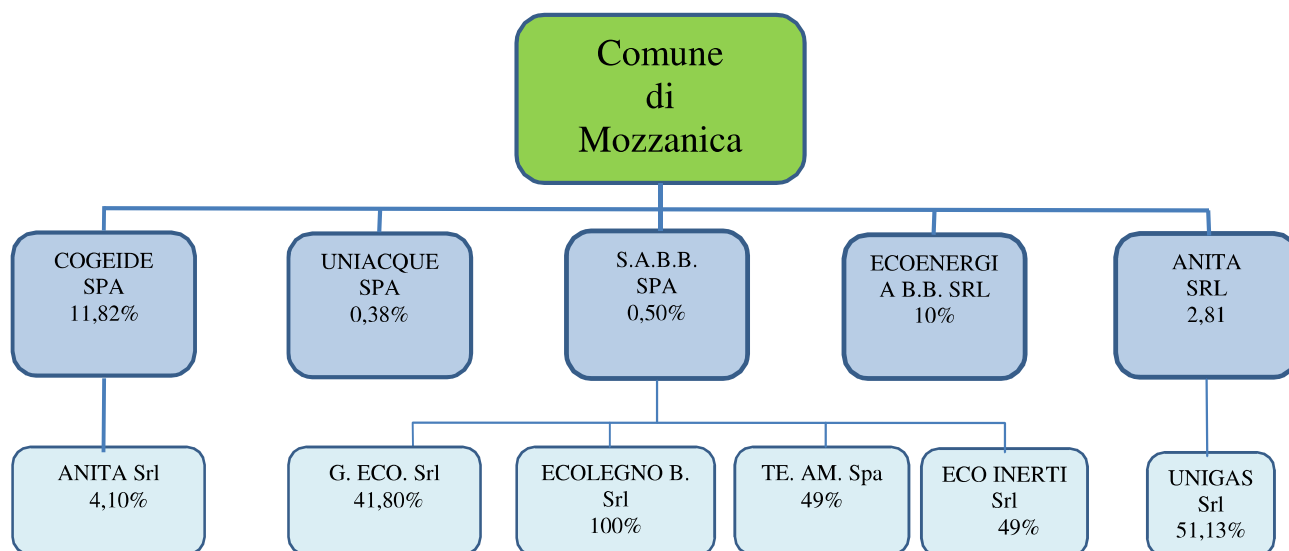 Comune
di
Mozzanica
COGEIDE
SPA
11,82%
UNIACQUE
SPA
0,38%
S.A.B.B.
SPA
0,50%
ECOENERGI
A B.B. SRL
10%
ANITA
SRL
2,81
ANITA Srl
4,10%
G. ECO. Srl
41,80%
ECOLEGNO B.
Srl
100%
TE. AM. Spa
49%
ECO INERTI
Srl
49%
UNIGAS
Srl
51,13%